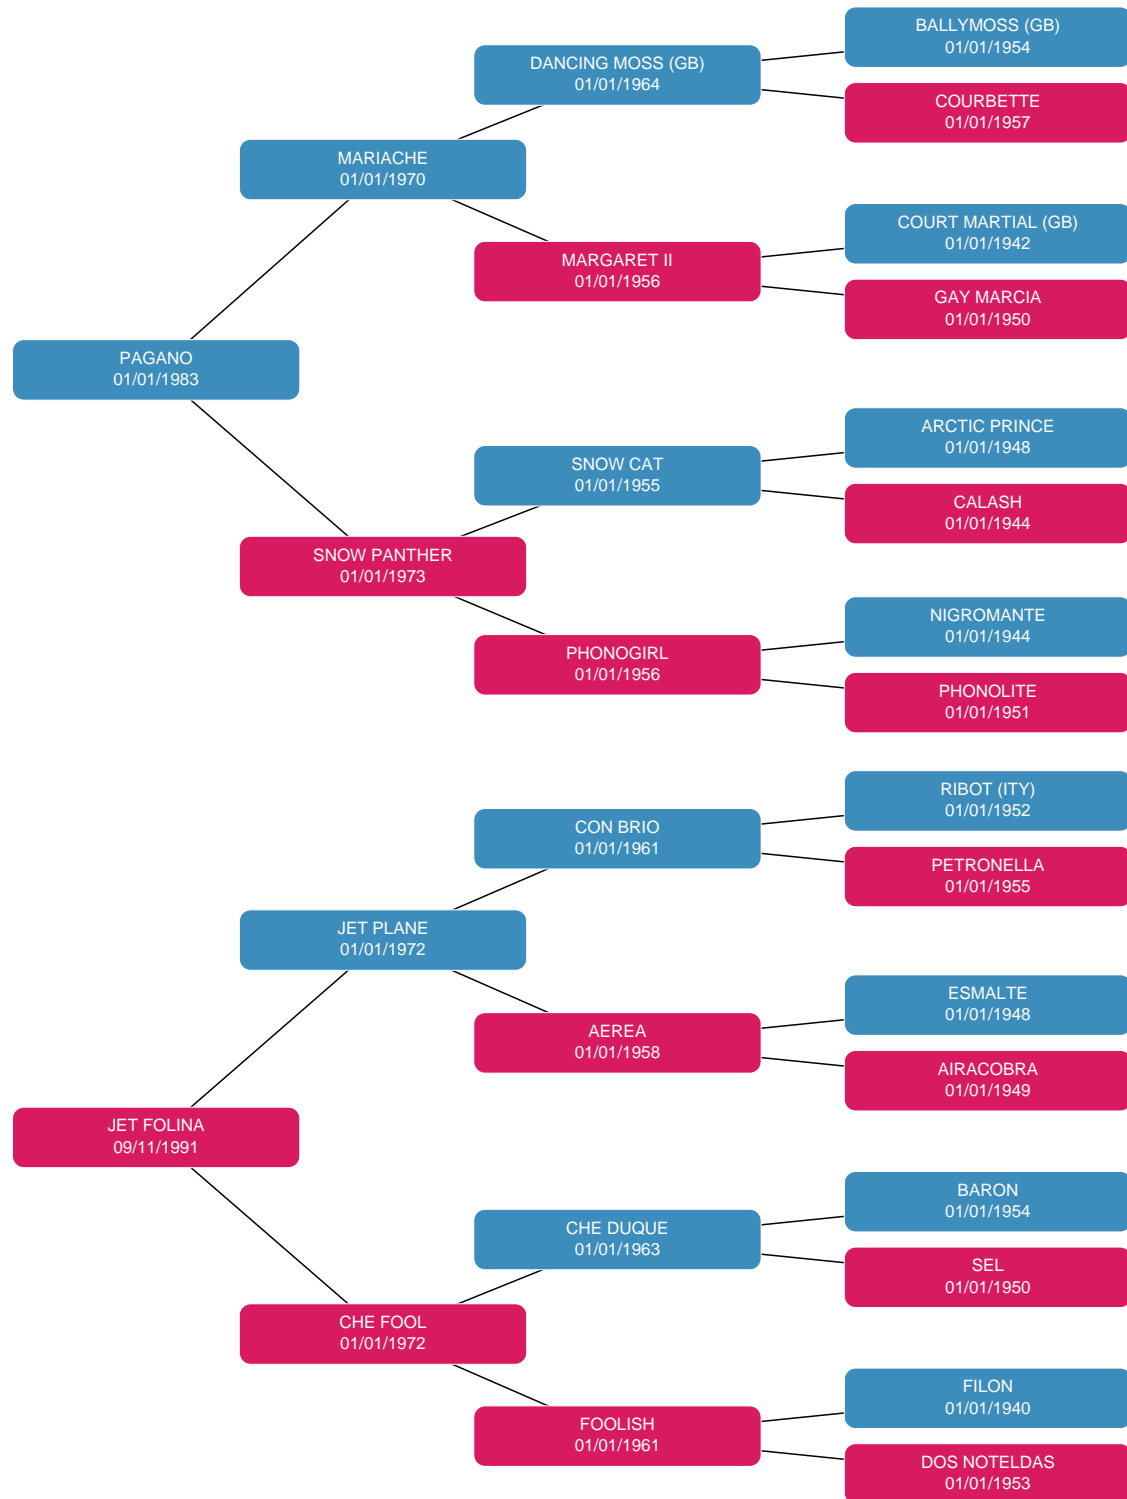 BALLYMOSS (GB)
01/01/1954
DANCING MOSS (GB)
01/01/1964
COURBETTE
01/01/1957
MARIACHE
01/01/1970
COURT MARTIAL (GB)
01/01/1942
MARGARET II
01/01/1956
GAY MARCIA
01/01/1950
PAGANO
01/01/1983
ARCTIC PRINCE
01/01/1948
SNOW CAT
01/01/1955
CALASH
01/01/1944
SNOW PANTHER
01/01/1973
NIGROMANTE
01/01/1944
PHONOGIRL
01/01/1956
PHONOLITE
01/01/1951
RIBOT (ITY)
01/01/1952
CON BRIO
01/01/1961
PETRONELLA
01/01/1955
JET PLANE
01/01/1972
ESMALTE
01/01/1948
AEREA
01/01/1958
AIRACOBRA
01/01/1949
JET FOLINA
09/11/1991
BARON
01/01/1954
CHE DUQUE
01/01/1963
SEL
01/01/1950
CHE FOOL
01/01/1972
FILON
01/01/1940
FOOLISH
01/01/1961
DOS NOTELDAS
01/01/1953